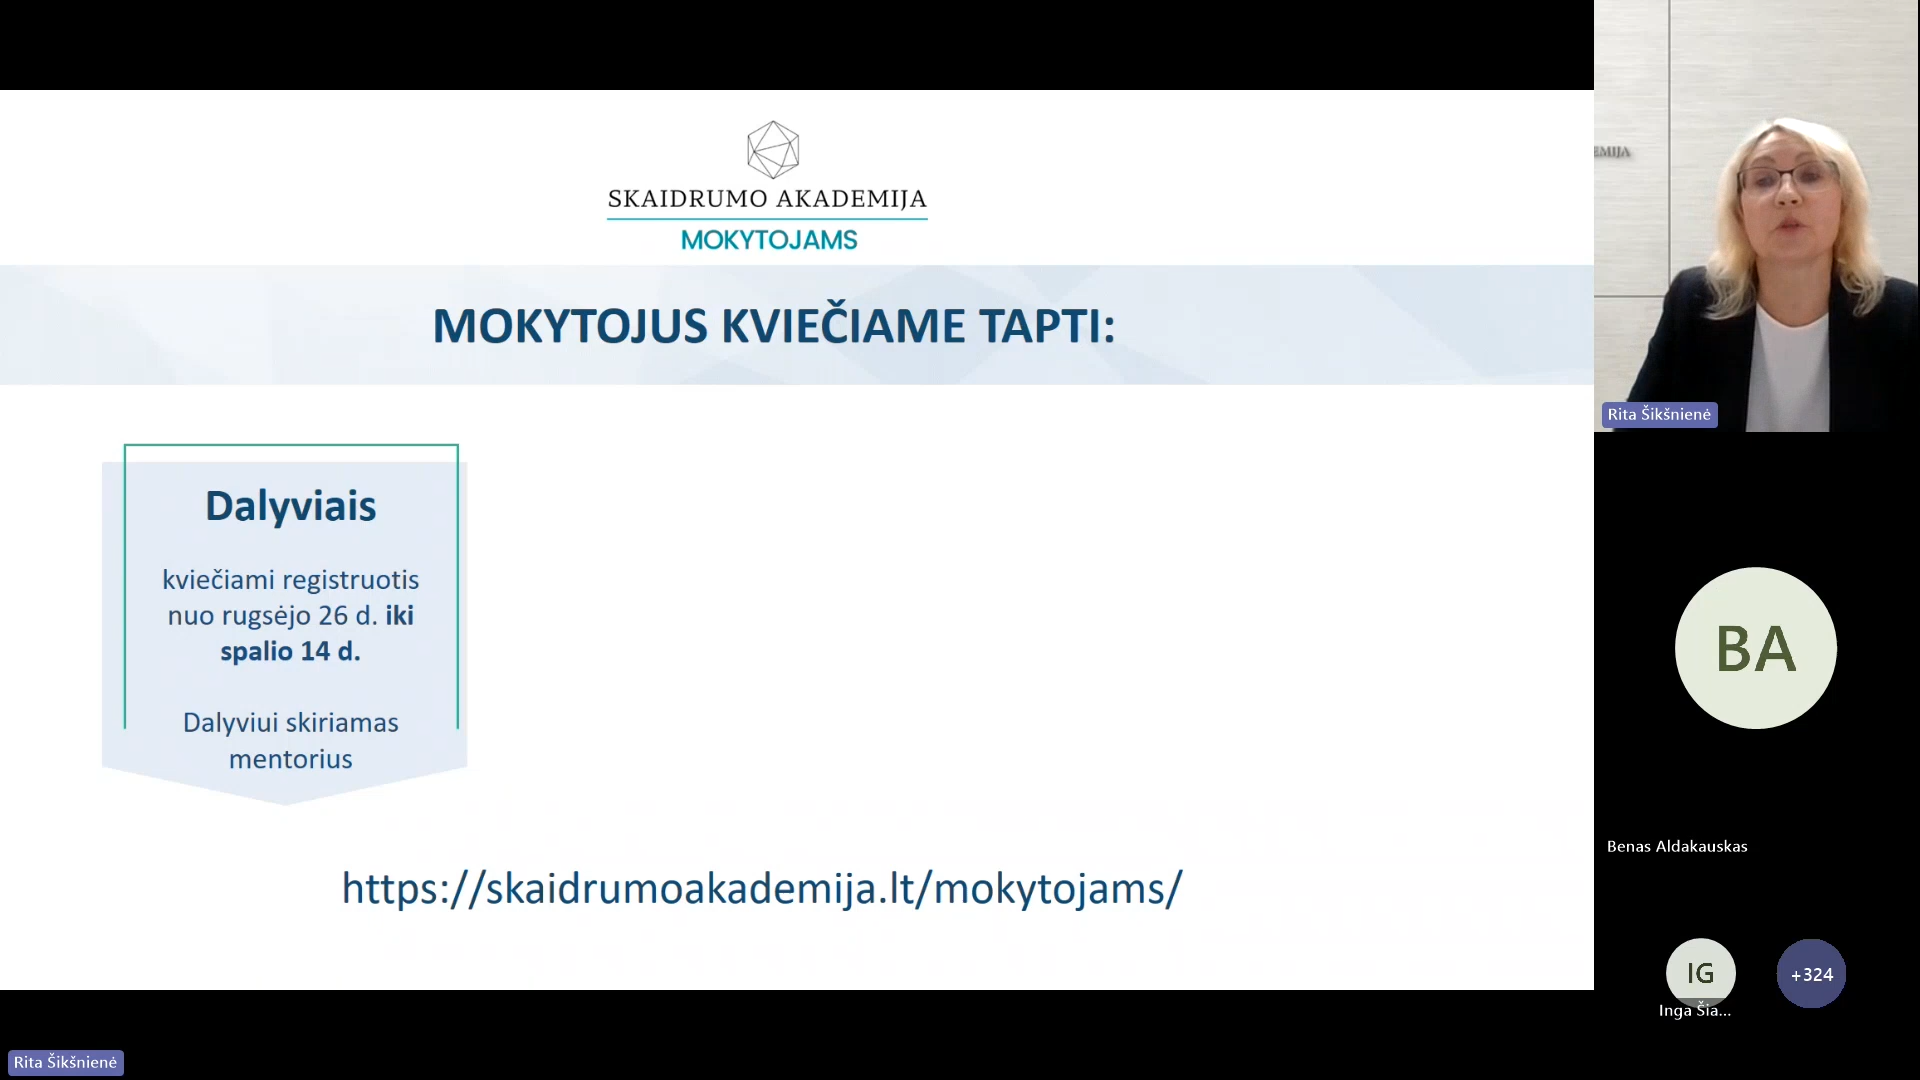 SKAIDRUMO AKADEMIJA
MOKYTOJAMS
MOKYTOJUS KVIEČIAME TAPTI:
Dalyviais
kviečiami registruotis
nuo rugsėjo 26 d. iki
spalio 14 d.
Dalyviui skiriamas
mentorius
https://skaidrumoakademija.lt/mokytojams/
EMIJA
Rita Šikšnienė
BA
Benas Aldakauskas
IG
+324
Inga Šia...
Rita Šikšnienė